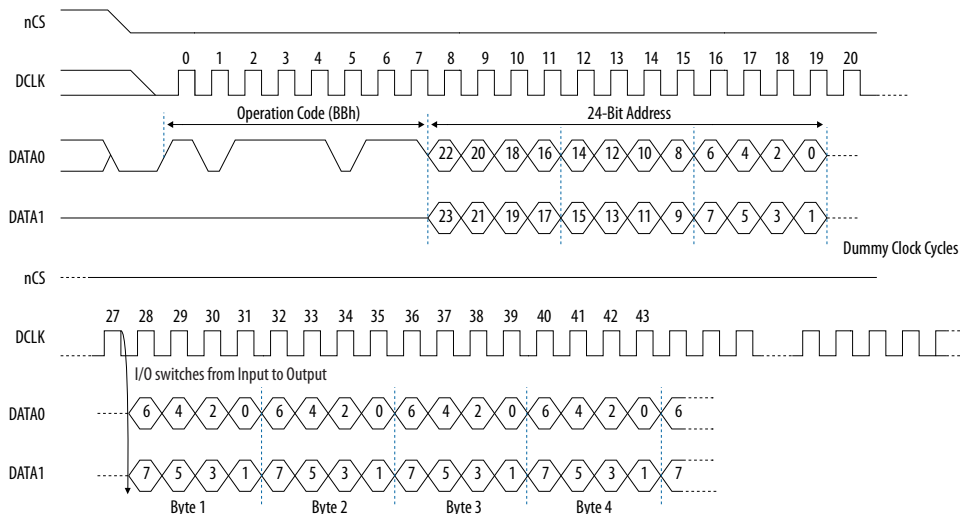 nCS
0 1 2 3 4 5 6 7 8 9 10 11 12 13 14 15 16 17 18 19 20
DCLK
Operation Code (BBh) 24-Bit Address
DATA0 22 20 18 16 14 12 10 8 6 4 2 0
DATA1 23 21 19 17 15 13 11 9 7 5 3 1
Dummy Clock Cycles
nCS
27 28 29 30 31 32 33 34 35 36 37 38 39 40 41 42 43
DCLK
I/O switches from Input to Output
DATA0 6 4 2 0 6 4 2 0 6 4 2 0 6 4 2 0 6
DATA1 7 5 3 1 7 5 3 1 7 5 3 1 7 5 3 1 7
Byte 1 Byte 2 Byte 3 Byte 4